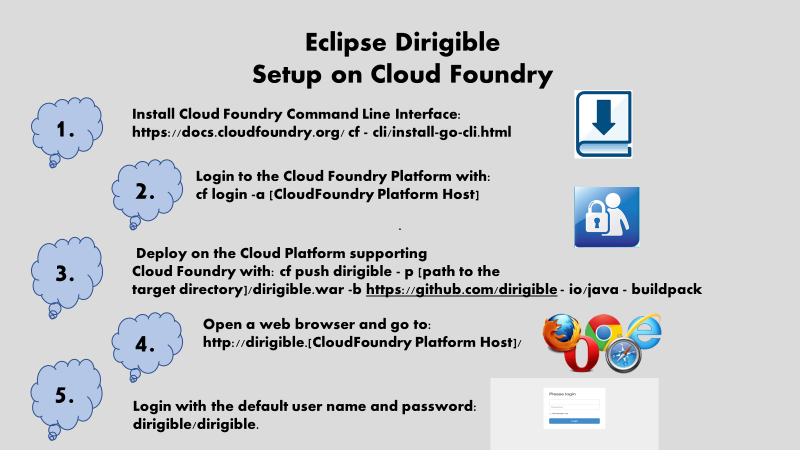 Eclipse Dirigible
Setup on Cloud Foundry
1.
Install Cloud Foundry Command Line Interface:
https://docs.cloudfoundry.org/ cf - cli/install-go-cli.html
2.
Login to the Cloud Foundry Platform with:
cf login -a [CloudFoundry Platform Host]
.
3.
Deploy on the Cloud Platform supporting
Cloud Foundry with: cf push dirigible - p [path to the
target directory]/dirigible.war -b https://github.com/dirigible - io/java - buildpack
4.
Open a web browser and go to:
http://dirigible.[CloudFoundry Platform Host]/
5.
Login with the default user name and password:
dirigible/dirigible.
Please login